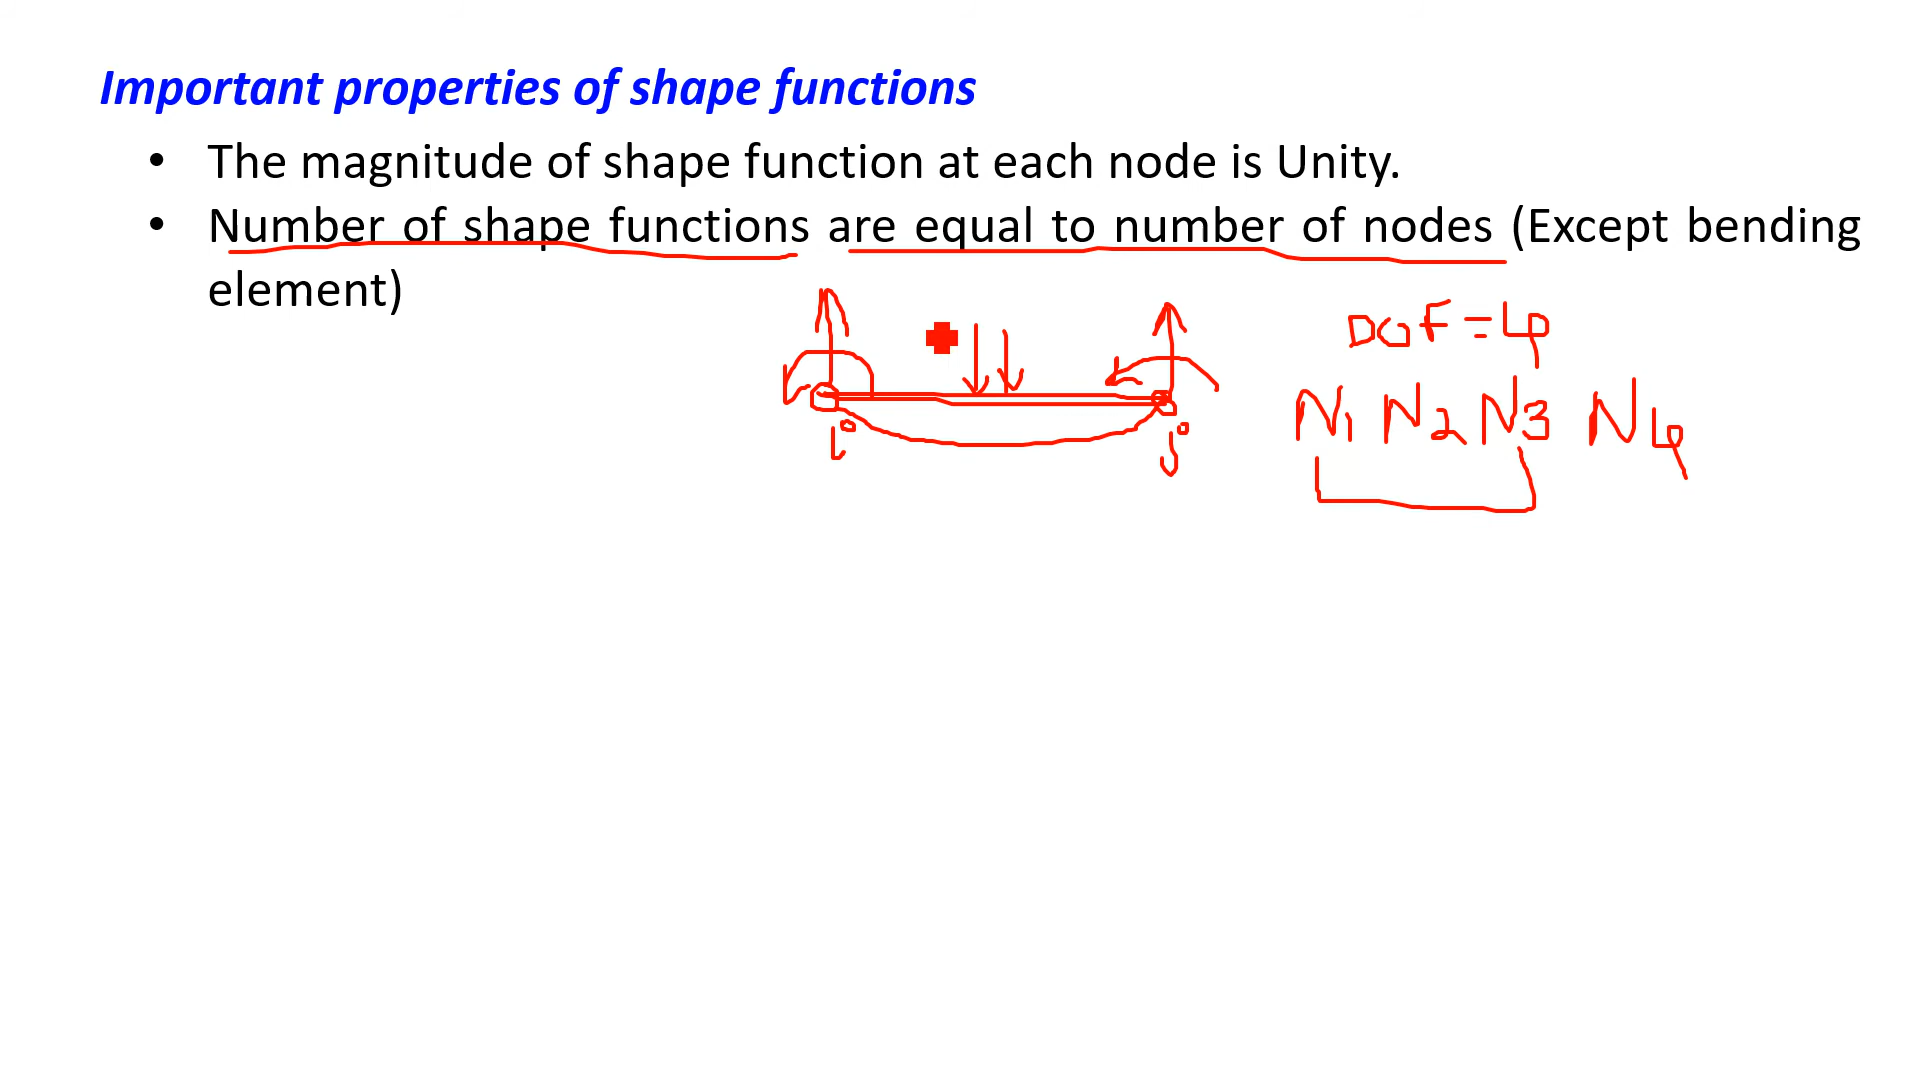 Important properties of shape functions
• The magnitude of shape function at each node is Unity.
• Number of shape functions are equal to number of nodes (Except bending
element)
DOF = 4
N1 N2 N3 N4
i j